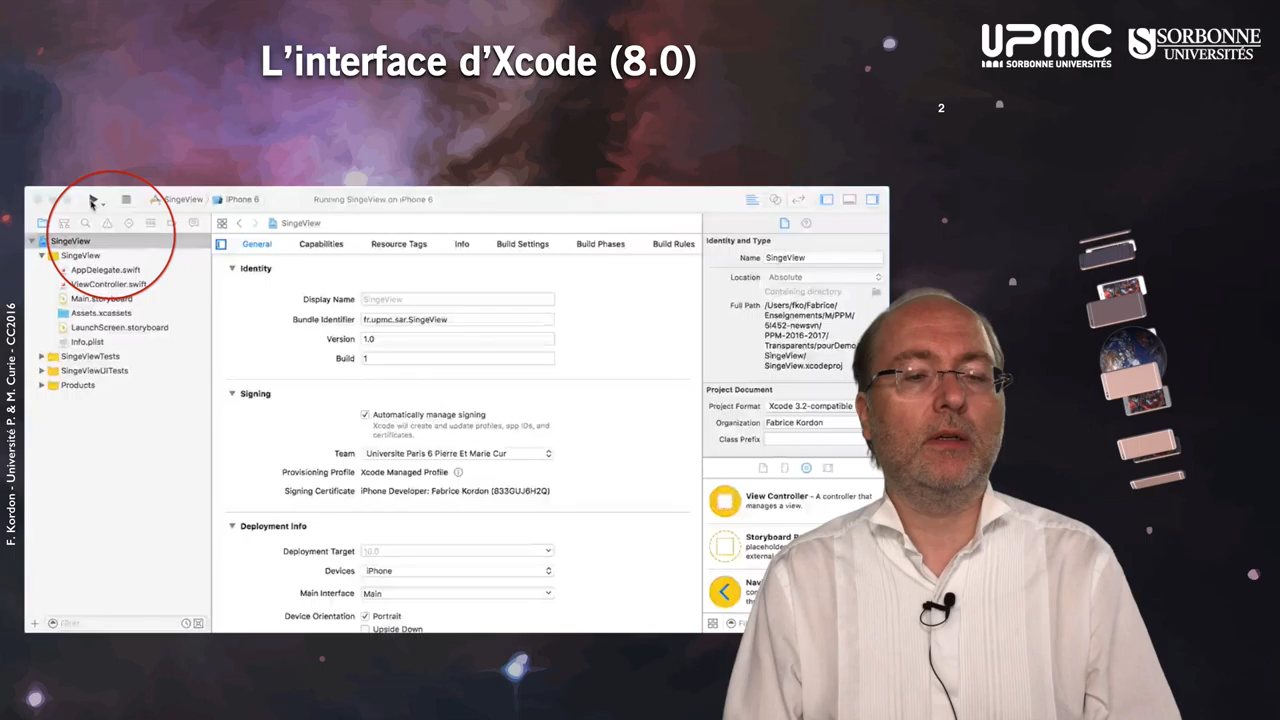 L'interface d'Xcode (8.0)
UPMC
SORBONNE UNIVERSITÉS
SORBONNE
UNIVERSITÉS
2
SingeView
iPhone 6
Running SingeView on iPhone 6
SingeView
SingeView
General
Capabilities
Resource Tags
Info
Build Settings
Build Phases
Build Rules
SingeView
AppDelegate.swift
ViewController.swift
Main.storyboard
Assets.xcassets
LaunchScreen.storyboard
Info.plist
SingeViewTests
SingeViewUITests
Products
Filter
Identity
Display Name SingeView
Bundle Identifier fr.upmc.sar.SingeView
Version 1.0
Build 1
Signing
Automatically manage signing
Xcode will create and update profiles, app IDs, and
certificates.
Team Universite Paris 6 Pierre Et Marie Cur
Provisioning Profile Xcode Managed Profile
Signing Certificate iPhone Developer: Fabrice Kordon (833GUJ6H2Q)
Deployment Info
Deployment Target 10.0
Devices iPhone
Main Interface Main
Device Orientation Portrait
Upside Down
Identity and Type
Name SingeView
Location Absolute
Containing directory
Full Path /Users/fko/Fabrice/
Enseignements/M/PPM/
5I452-newsvn/
PPM-2016-2017/
Transparents/pourDemo
SingeView/
SingeView.xcodeproj
Project Document
Project Format Xcode 3.2-compatible
Organization Fabrice Kordon
Class Prefix
View Controller - A controller that
manages a view.
Storyboard
placeholder
external
F. Kordon - Université P. & M. Curie - CC2016